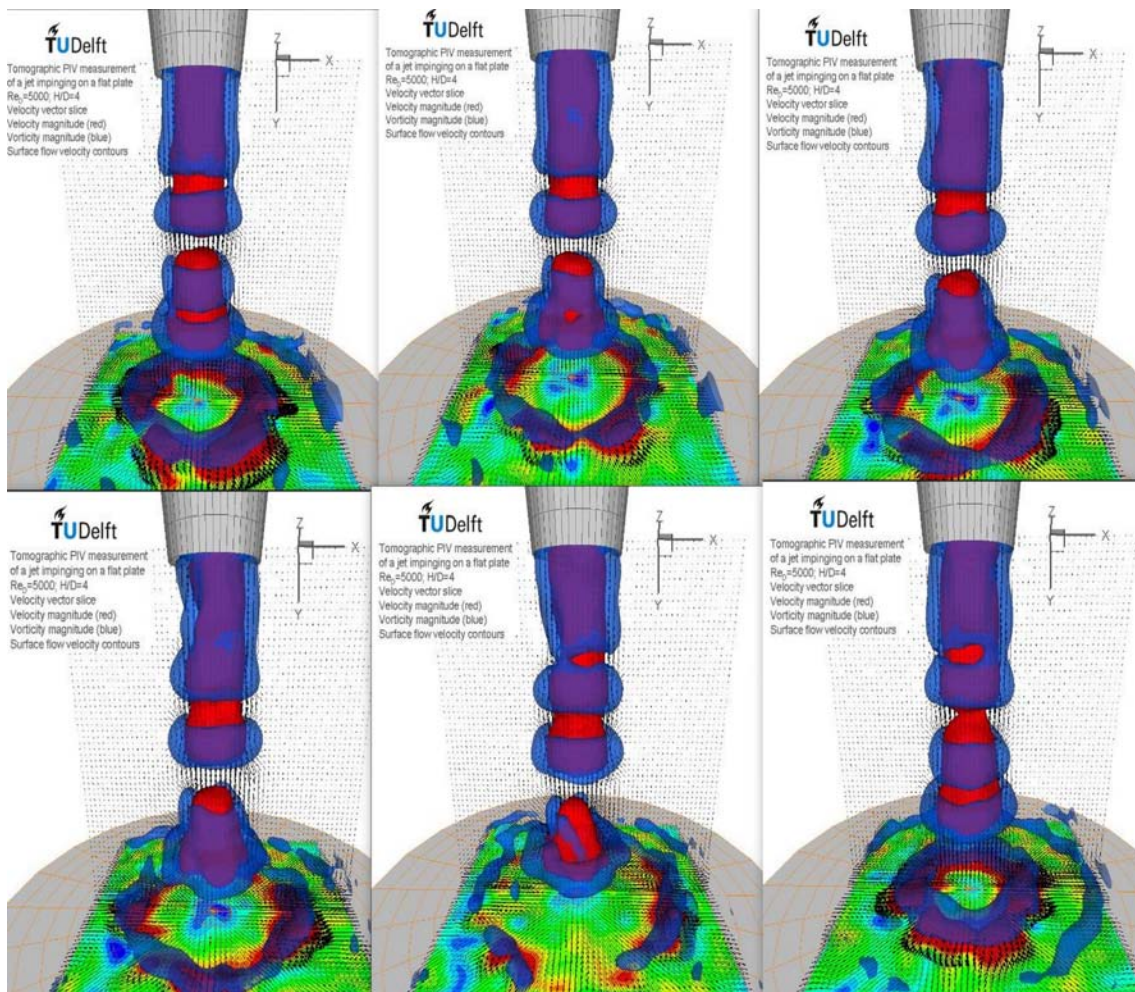 TUDelft
Tomographic PIV measurement
of a jet impinging on a flat plate
Re_D=5000; H/D=4
Velocity vector slice
Velocity magnitude (red)
Vorticity magnitude (blue)
Surface flow velocity contours
Z
X
Y
TUDelft
Tomographic PIV measurement
of a jet impinging on a flat plate
Re_D=5000; H/D=4
Velocity vector slice
Velocity magnitude (red)
Vorticity magnitude (blue)
Surface flow velocity contours
Z
X
Y
TUDelft
Tomographic PIV measurement
of a jet impinging on a flat plate
Re_D=5000; H/D=4
Velocity vector slice
Velocity magnitude (red)
Vorticity magnitude (blue)
Surface flow velocity contours
Z
X
Y
TUDelft
Tomographic PIV measurement
of a jet impinging on a flat plate
Re_D=5000; H/D=4
Velocity vector slice
Velocity magnitude (red)
Vorticity magnitude (blue)
Surface flow velocity contours
Z
X
Y
TUDelft
Tomographic PIV measurement
of a jet impinging on a flat plate
Re_D=5000; H/D=4
Velocity vector slice
Velocity magnitude (red)
Vorticity magnitude (blue)
Surface flow velocity contours
Z
X
Y
TUDelft
Tomographic PIV measurement
of a jet impinging on a flat plate
Re_D=5000; H/D=4
Velocity vector slice
Velocity magnitude (red)
Vorticity magnitude (blue)
Surface flow velocity contours
Z
X
Y